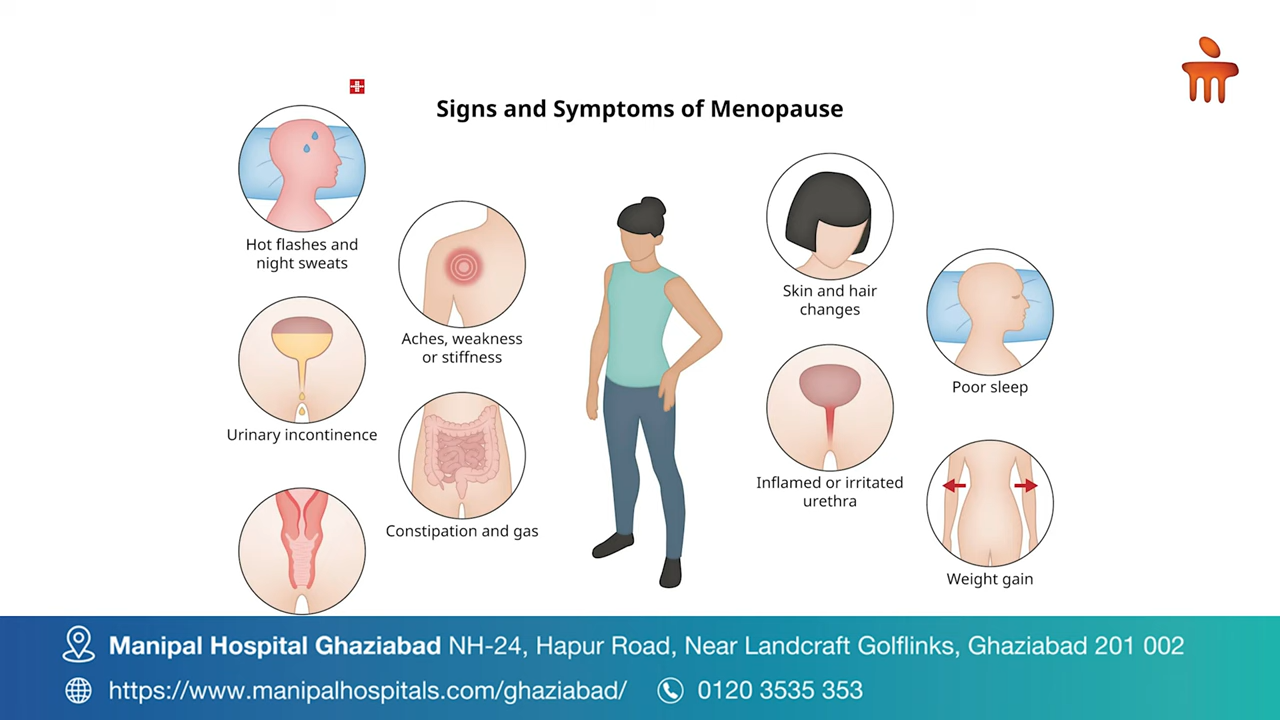 Signs and Symptoms of Menopause
Hot flashes and
night sweats
Aches, weakness
or stiffness
Urinary incontinence
Constipation and gas
Skin and hair
changes
Poor sleep
Inflamed or irritated
urethra
Weight gain
Manipal Hospital Ghaziabad NH-24, Hapur Road, Near Landcraft Golflinks, Ghaziabad 201 002
https://www.manipalhospitals.com/ghaziabad/ 0120 3535 353